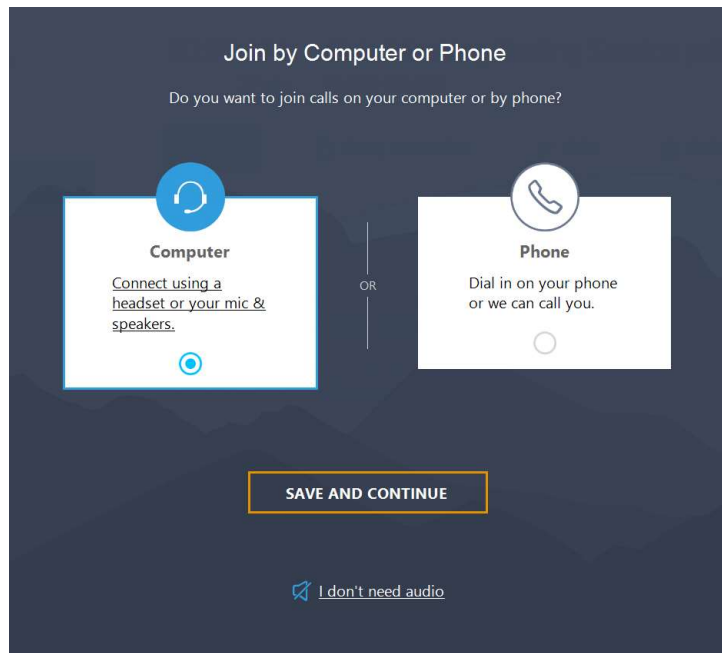 Join by Computer or Phone
Do you want to join calls on your computer or by phone?
Computer
Connect using a
headset or your mic &
speakers.
OR
Phone
Dial in on your phone
or we can call you.
SAVE AND CONTINUE
I don't need audio